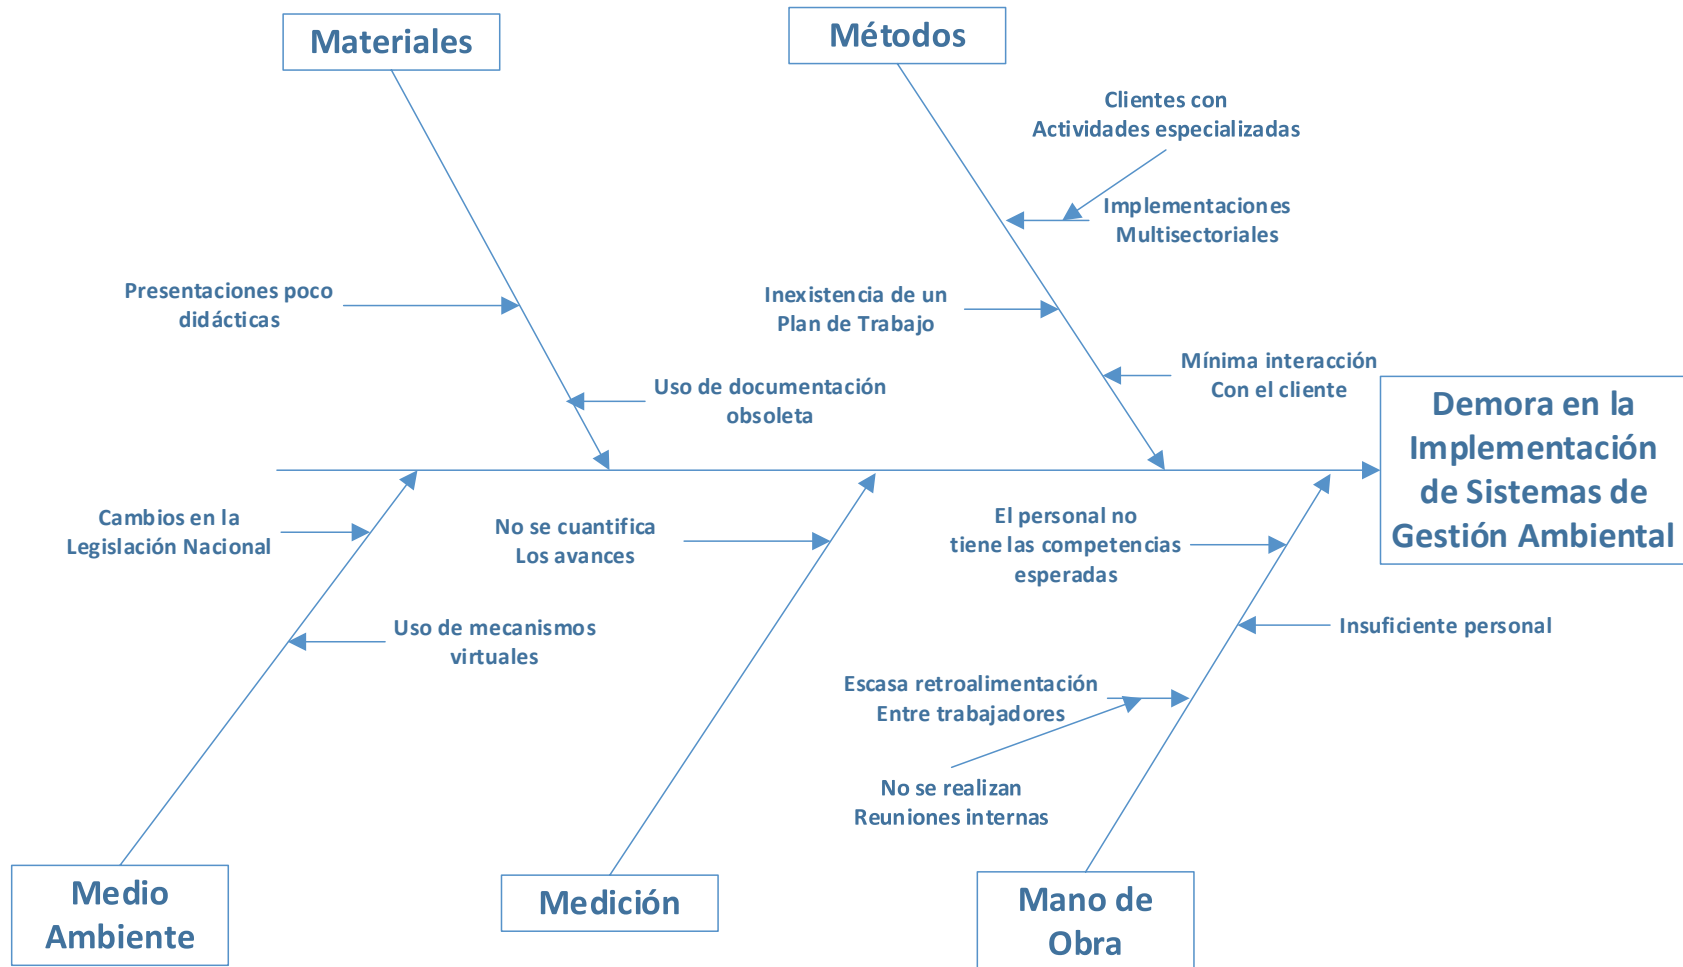 Materiales
Métodos
Clientes con
Actividades especializadas
Implementaciones
Multisectoriales
Presentaciones poco
didácticas
Inexistencia de un
Plan de Trabajo
Mínima interacción
Con el cliente
Uso de documentación
obsoleta
Demora en la
Implementación
de Sistemas de
Gestión Ambiental
Cambios en la
Legislación Nacional
No se cuantifica
Los avances
El personal no
tiene las competencias
esperadas
Uso de mecanismos
virtuales
Insuficiente personal
Escasa retroalimentación
Entre trabajadores
No se realizan
Reuniones internas
Medio
Ambiente
Medición
Mano de
Obra